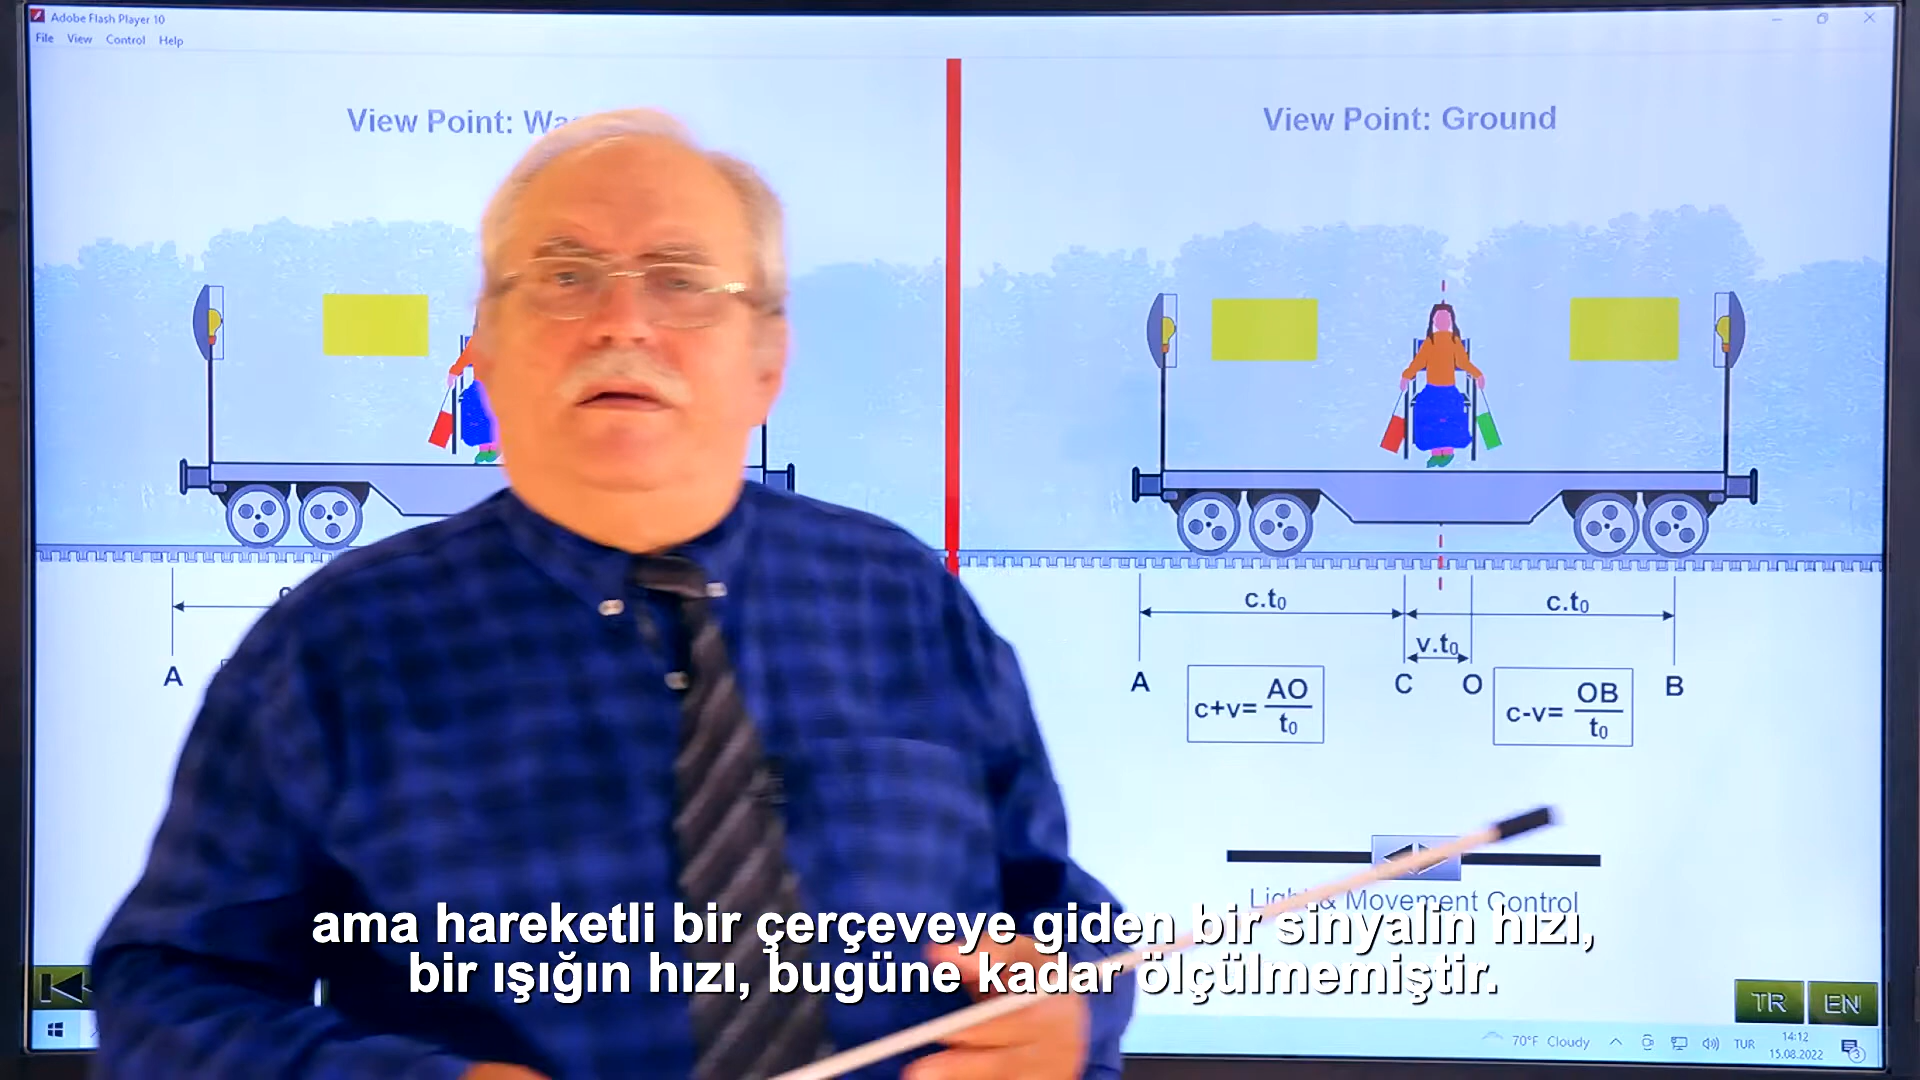 Adobe Flash Player 10
File View Control Help
View Point:
View Point: Ground
A
c.t₀
c.t₀
v.t₀
A
C
O
B
c+v= AO
t₀
c-v= OB
t₀
Light & Movement Control
ama hareketli bir çerçeveye giden bir sinyalin hızı,
bir ışığın hızı, bugüne kadar ölçülmemiştir.
TR
EN
70°F Cloudy
TUR
14:12
15.08.2022
3